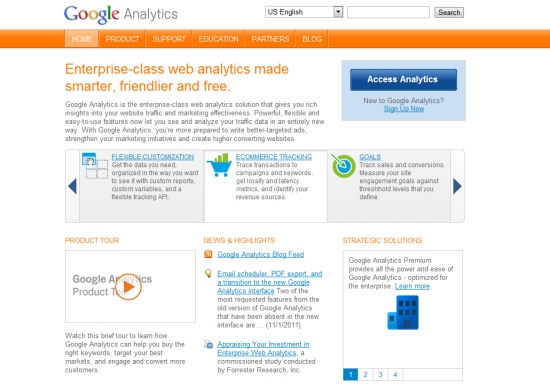 Google Analytics
US English
Search
HOME
PRODUCT
SUPPORT
EDUCATION
PARTNERS
BLOG
Enterprise-class web analytics made
smarter, friendlier and free.
Google Analytics is the enterprise-class web analytics solution that gives you rich
insights into your website traffic and marketing effectiveness. Powerful, flexible and
easy-to-use features now let you see and analyze your traffic data in an entirely new
way. With Google Analytics, you're more prepared to write better-targeted ads,
strengthen your marketing initiatives and create higher converting websites.
Access Analytics
New to Google Analytics?
Sign Up Now
FLEXIBLE CUSTOMIZATION
Get the data you need,
organized in the way you want
to see it with custom reports,
custom variables, and a
flexible tracking API.
ECOMMERCE TRACKING
Trace transactions to
campaigns and keywords,
get loyalty and latency
metrics, and identify your
revenue sources.
GOALS
Track sales and conversions.
Measure your site
engagement goals against
threshhold levels that you
define.
PRODUCT TOUR
Google Analytics
Product Tour
Watch this brief tour to learn how
Google Analytics can help you buy the
right keywords, target your best
markets, and engage and convert more
customers.
NEWS & HIGHLIGHTS
Google Analytics Blog Feed
Email scheduler, PDF export, and
a transition to the new Google
Analytics interface Two of the
most requested features from the
old version of Google Analytics
that have been absent in the new
interface are ... (11/1/2011)
Appraising Your Investment in
Enterprise Web Analytics, a
commissioned study conducted
by Forrester Research, Inc.
STRATEGIC SOLUTIONS
Google Analytics Premium
provides all the power and ease of
Google Analytics - optimized for
the enterprise. Learn more.
1 2 3 4